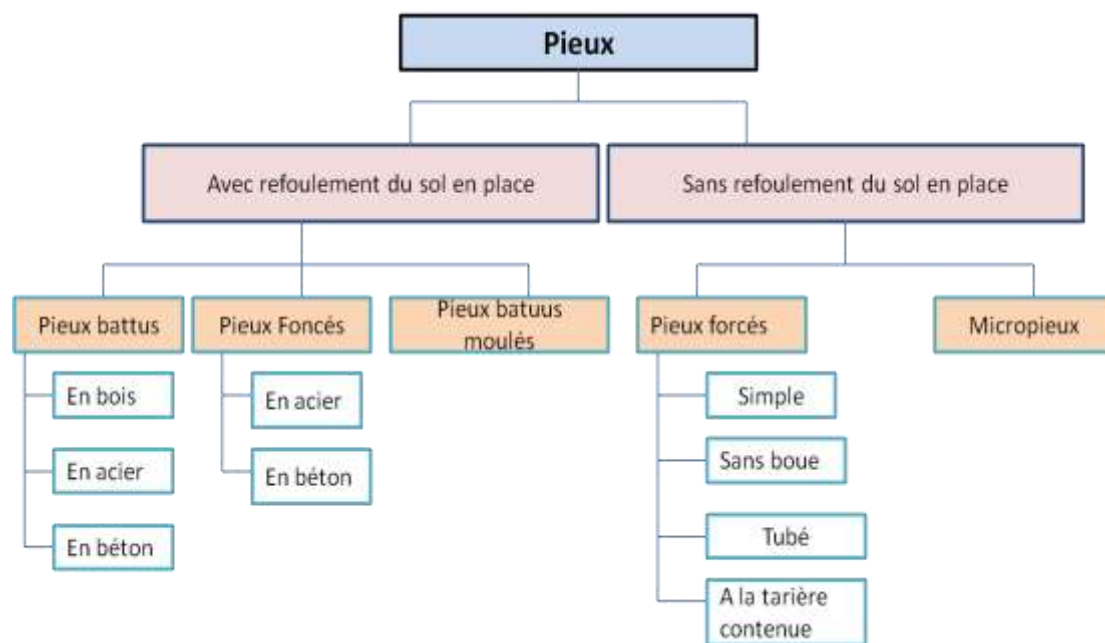 Pieux
Avec refoulement du sol en place
Sans refoulement du sol en place
Pieux battus
Pieux Foncés
Pieux batuus
moulés
Pieux forcés
Micropieux
En bois
En acier
En béton
En acier
En béton
Simple
Sans boue
Tubé
A la tarière
contenue